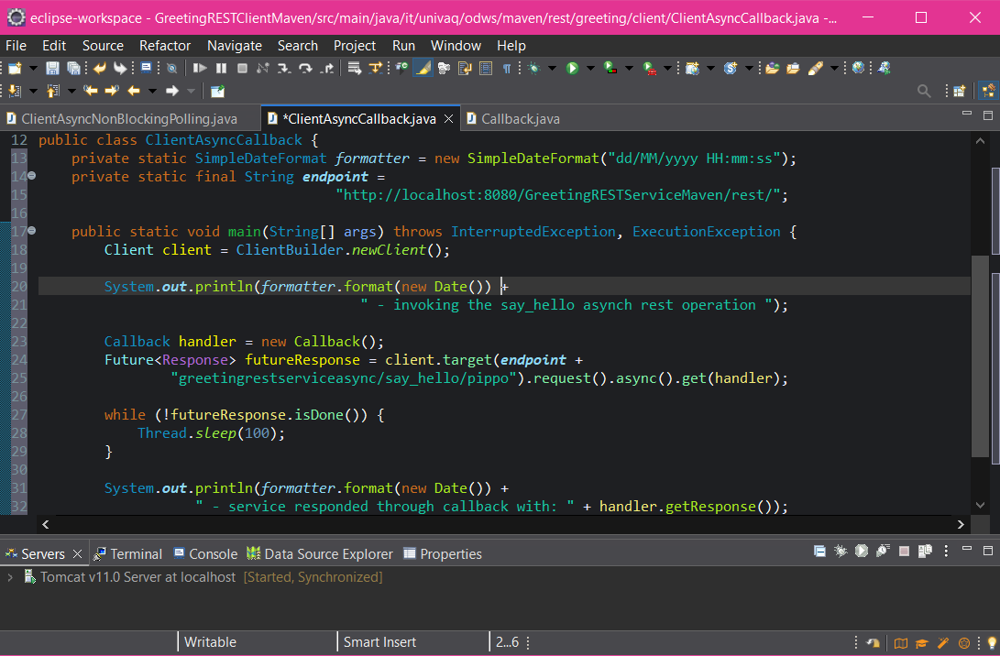 eclipse-workspace - GreetingRESTClientMaven/src/main/java/it/univaq/odws/maven/rest/greeting/client/ClientAsyncCallback.java -...
File Edit Source Refactor Navigate Search Project Run Window Help
ClientAsyncNonBlockingPolling.java *ClientAsyncCallback.java Callback.java
12 public class ClientAsyncCallback {
13 private static SimpleDateFormat formatter = new SimpleDateFormat("dd/MM/yyyy HH:mm:ss");
14 private static final String endpoint =
15 "http://localhost:8080/GreetingRESTServiceMaven/rest/";
16
17 public static void main(String[] args) throws InterruptedException, ExecutionException {
18 Client client = ClientBuilder.newClient();
19
20 System.out.println(formatter.format(new Date()) +
21 " - invoking the say_hello asynch rest operation ");
22
23 Callback handler = new Callback();
24 Future<Response> futureResponse = client.target(endpoint +
25 "greetingrestserviceasync/say_hello/pippo").request().async().get(handler);
26
27 while (!futureResponse.isDone()) {
28 Thread.sleep(100);
29 }
30
31 System.out.println(formatter.format(new Date()) +
32 " - service responded through callback with: " + handler.getResponse());
Servers Terminal Console Data Source Explorer Properties
Tomcat v11.0 Server at localhost [Started, Synchronized]
Writable Smart Insert 2...6